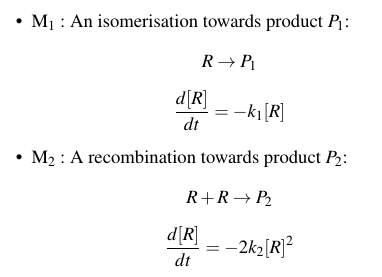 • M₁ : An isomerisation towards product P₁:
R → P₁
d[R]/dt = −k₁[R]
• M₂ : A recombination towards product P₂:
R + R → P₂
d[R]/dt = −2k₂[R]²